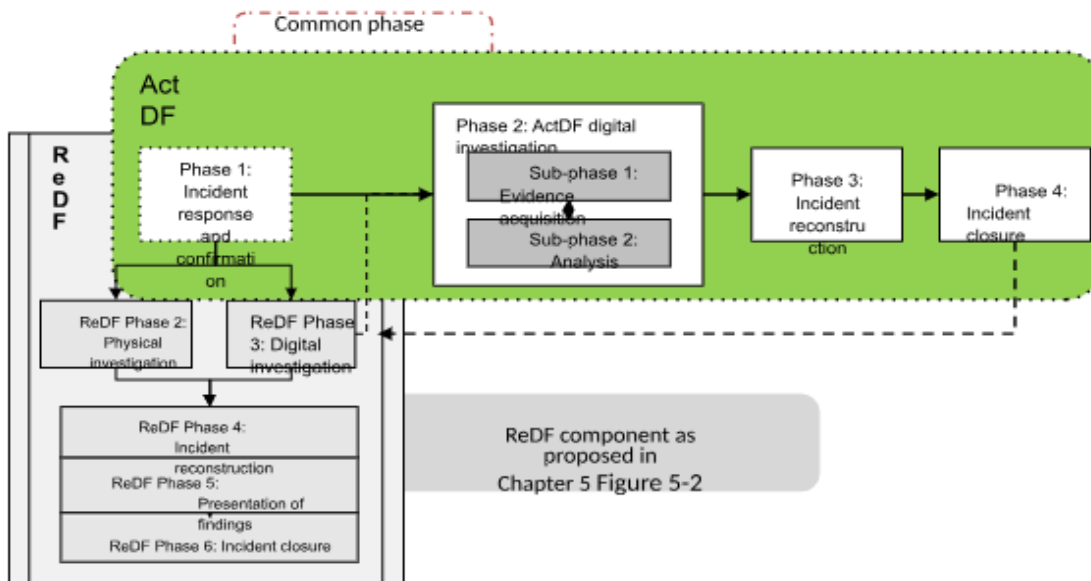 Common phase
Act
DF
ReDF
Phase 1:
Incident
response
and
confirmati
on
Phase 2: ActDF digital
investigation
Sub-phase 1:
Evidence
acquisition
Sub-phase 2:
Analysis
Phase 3:
Incident
reconstru
ction
Phase 4:
Incident
closure
ReDF Phase 2:
Physical
investigation
ReDF Phase
3: Digital
investigation
ReDF Phase 4:
Incident
reconstruction
ReDF Phase 5:
Presentation of
findings
ReDF Phase 6: Incident closure
ReDF component as
proposed in
Chapter 5 Figure 5-2